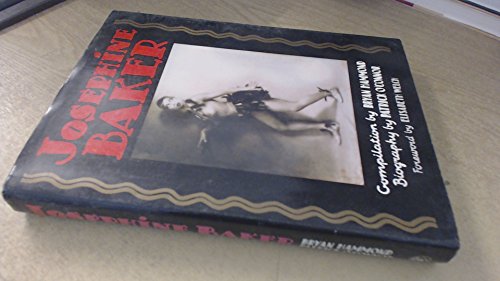 JOSEPHINE
BAKER
Compilation by BRYAN HAMMOND
Biography by PATRICK O'CONNOR
Foreword by ELISABETH WELCH
JOSEPHINE BAKER
BRYAN HAMMOND